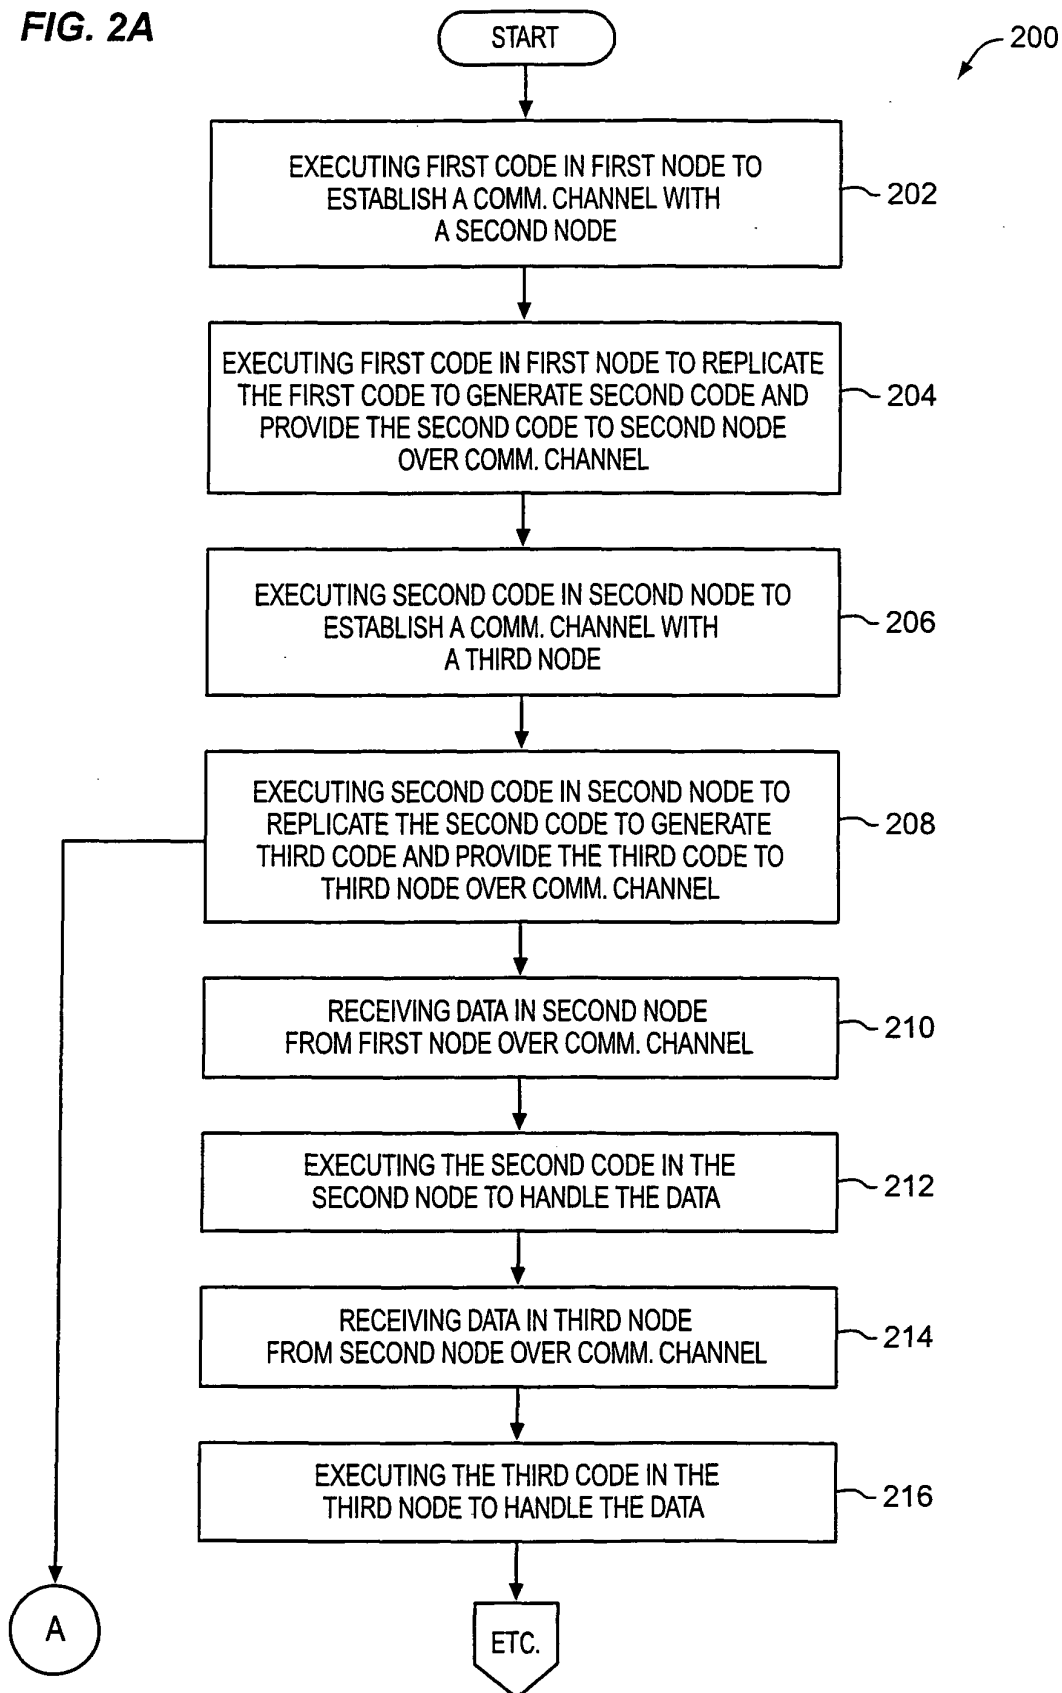 FIG. 2A
START
200
EXECUTING FIRST CODE IN FIRST NODE TO
ESTABLISH A COMM. CHANNEL WITH
A SECOND NODE
202
EXECUTING FIRST CODE IN FIRST NODE TO REPLICATE
THE FIRST CODE TO GENERATE SECOND CODE AND
PROVIDE THE SECOND CODE TO SECOND NODE
OVER COMM. CHANNEL
204
EXECUTING SECOND CODE IN SECOND NODE TO
ESTABLISH A COMM. CHANNEL WITH
A THIRD NODE
206
EXECUTING SECOND CODE IN SECOND NODE TO
REPLICATE THE SECOND CODE TO GENERATE
THIRD CODE AND PROVIDE THE THIRD CODE TO
THIRD NODE OVER COMM. CHANNEL
208
RECEIVING DATA IN SECOND NODE
FROM FIRST NODE OVER COMM. CHANNEL
210
EXECUTING THE SECOND CODE IN THE
SECOND NODE TO HANDLE THE DATA
212
RECEIVING DATA IN THIRD NODE
FROM SECOND NODE OVER COMM. CHANNEL
214
EXECUTING THE THIRD CODE IN THE
THIRD NODE TO HANDLE THE DATA
216
A
ETC.